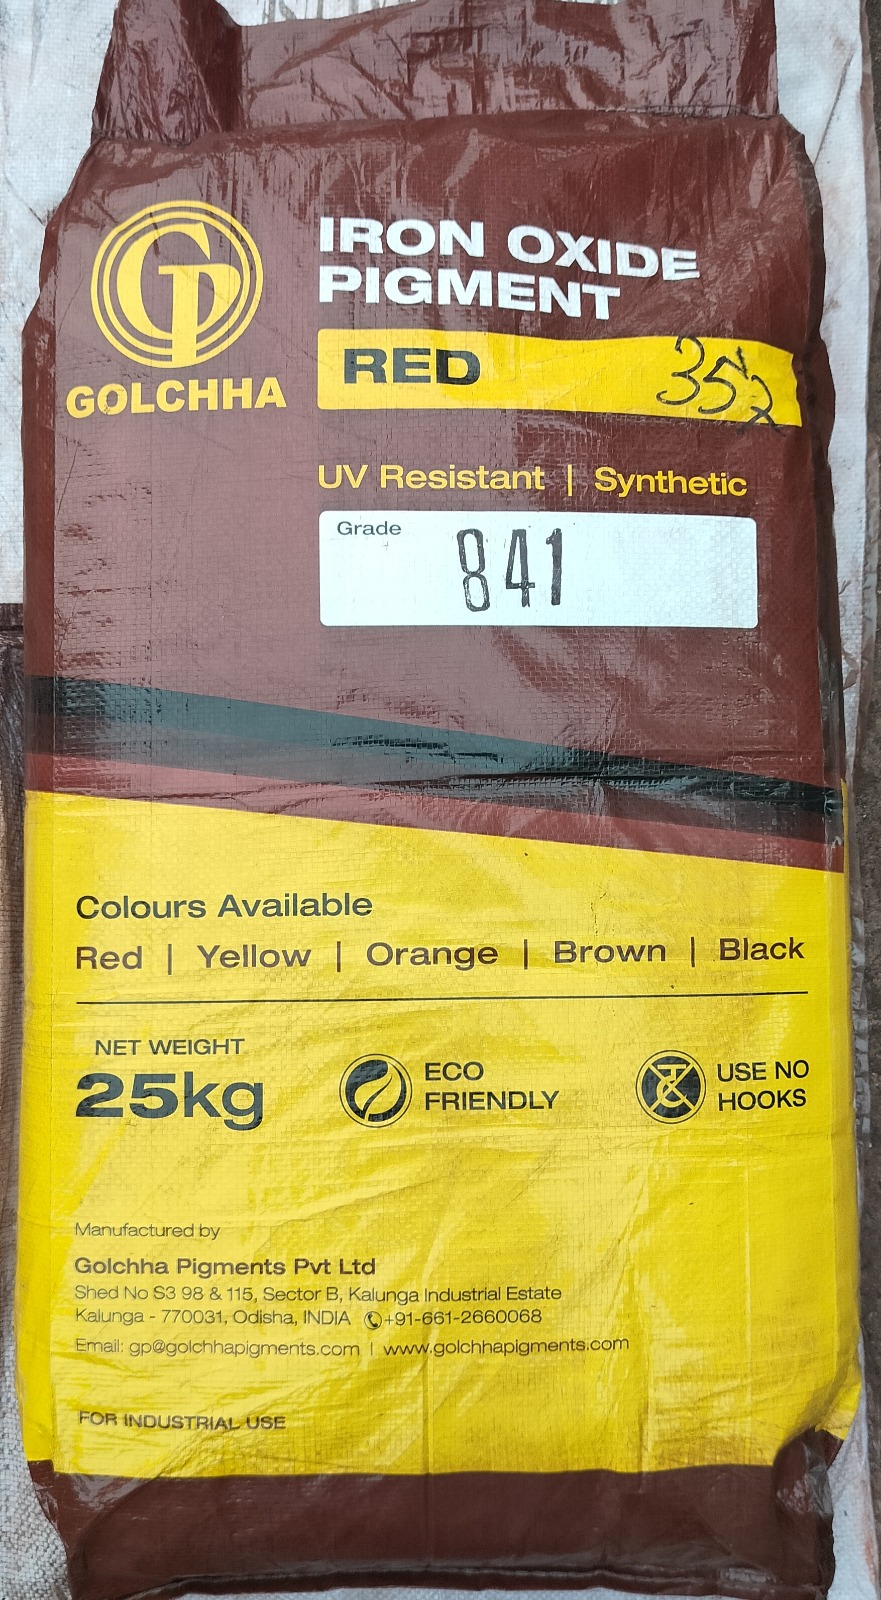 GOLCHHA
IRON OXIDE
PIGMENT
RED
352
UV Resistant | Synthetic
Grade
841
Colours Available
Red | Yellow | Orange | Brown | Black
NET WEIGHT
25kg
ECO
FRIENDLY
USE NO
HOOKS
Manufactured by
Golchha Pigments Pvt Ltd
Shed No S3 98 & 115, Sector B, Kalunga Industrial Estate
Kalunga - 770031, Odisha, INDIA +91-661-2660068
Email: gp@golchhapigments.com | www.golchhapigments.com
FOR INDUSTRIAL USE